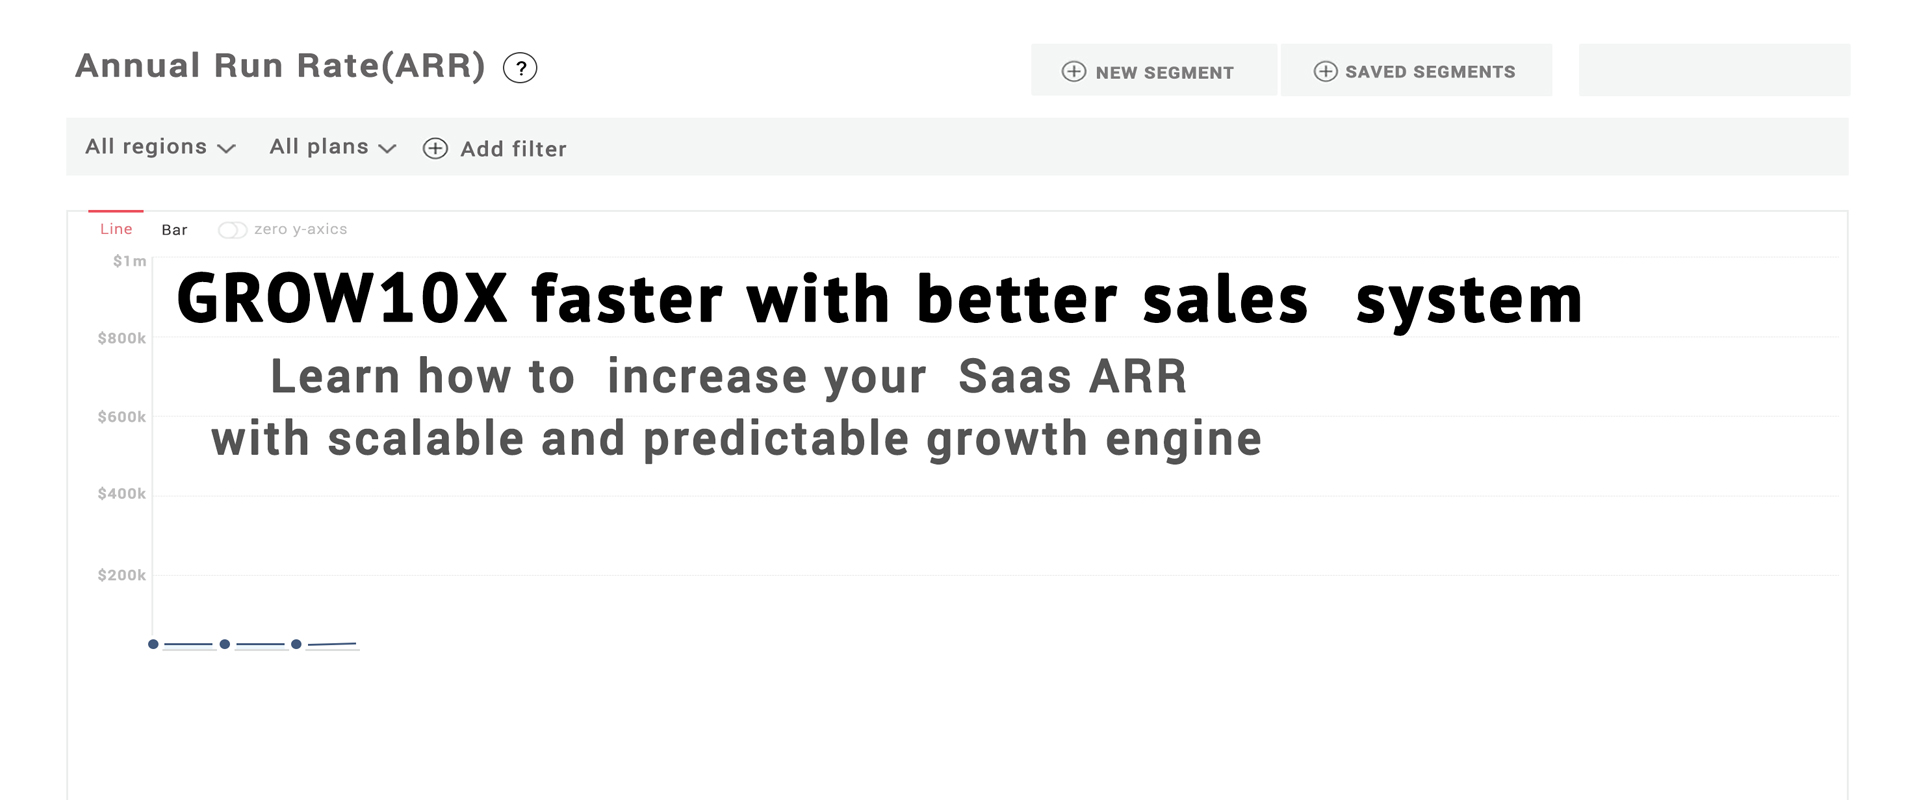 Annual Run Rate(ARR) ?
NEW SEGMENT
SAVED SEGMENTS
All regions
All plans
Add filter
Line
Bar
zero y-axics
$1m
GROW10X faster with better sales system
$800k
Learn how to increase your Saas ARR
$600k
with scalable and predictable growth engine
$400k
$200k